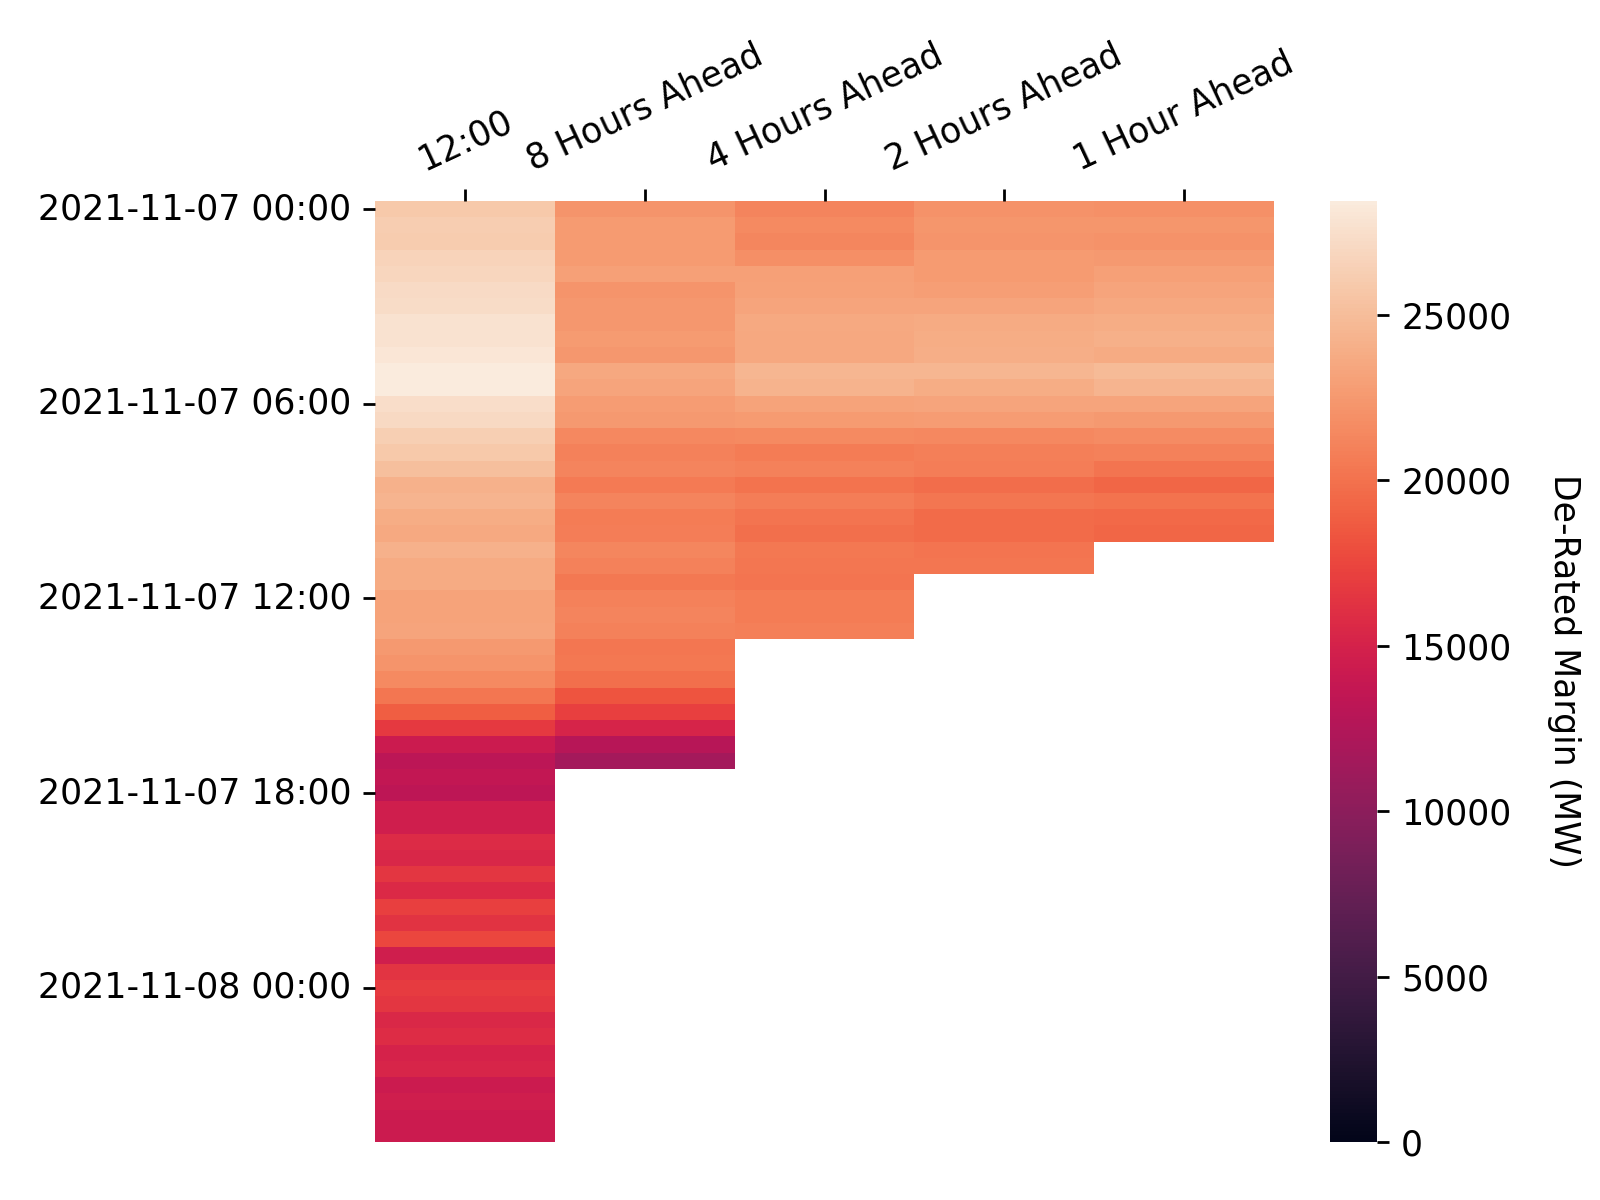 12:00
8 Hours Ahead
4 Hours Ahead
2 Hours Ahead
1 Hour Ahead
2021-11-07 00:00
2021-11-07 06:00
2021-11-07 12:00
2021-11-07 18:00
2021-11-08 00:00
25000
20000
15000
10000
5000
0
De-Rated Margin (MW)